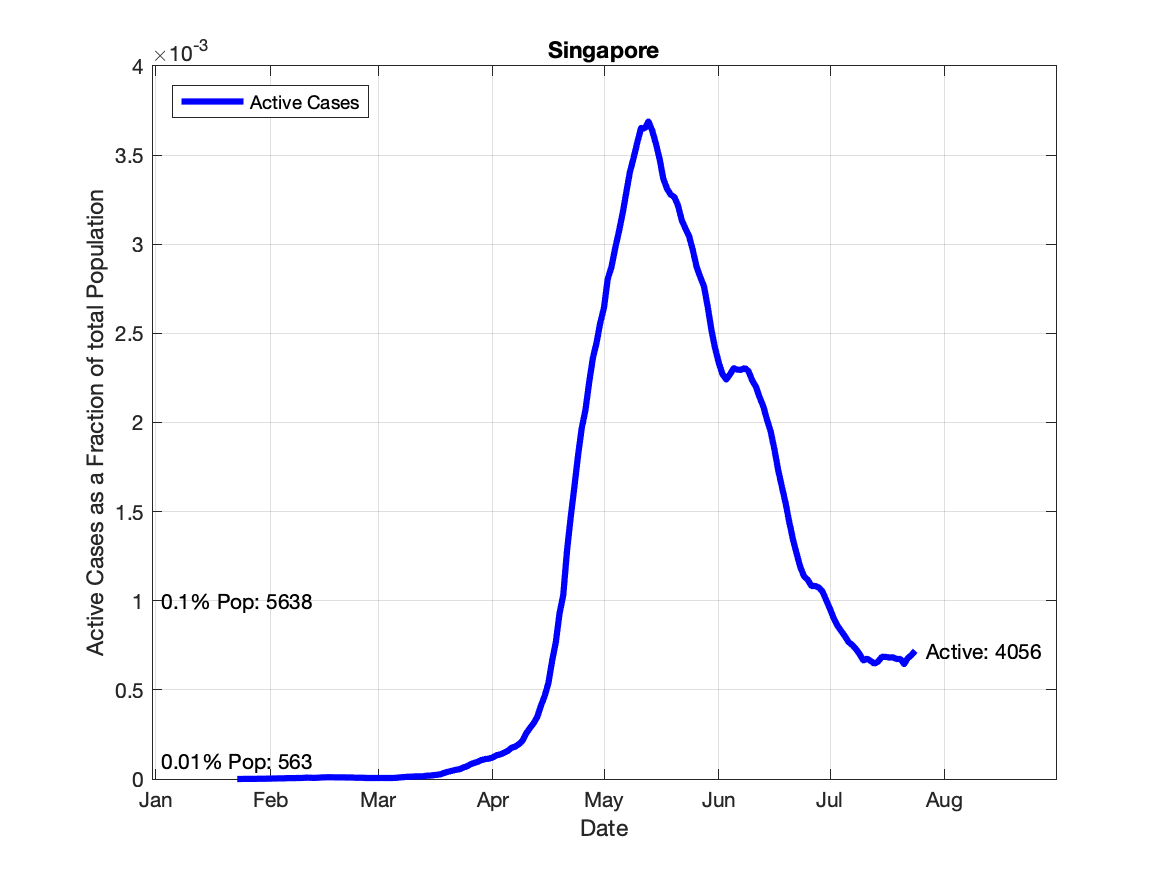 ×10-3
Singapore
Active Cases
Active Cases as a Fraction of total Population
4
3.5
3
2.5
2
1.5
1
0.5
0
0.1% Pop: 5638
0.01% Pop: 563
Active: 4056
Jan Feb Mar Apr May Jun Jul Aug
Date